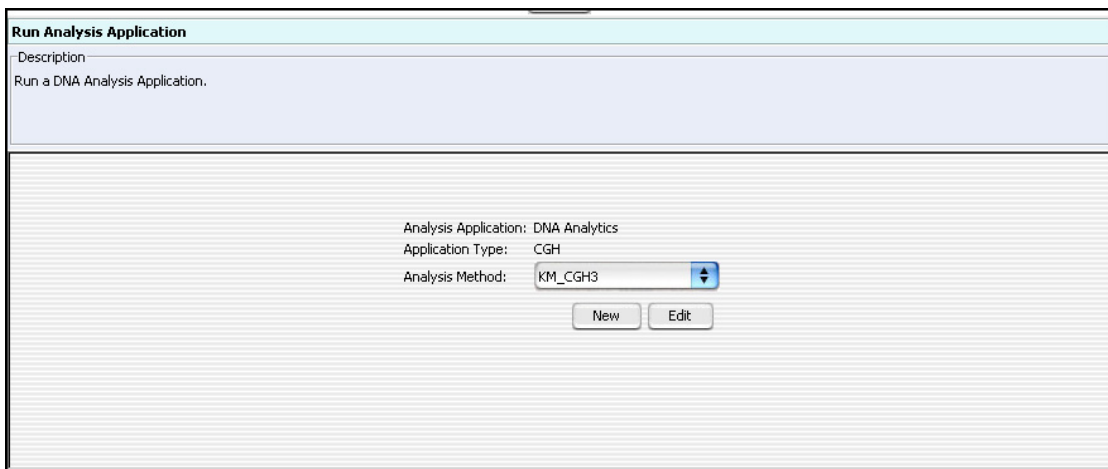 Run Analysis Application
Description
Run a DNA Analysis Application.
Analysis Application: DNA Analytics
Application Type: CGH
Analysis Method: KM_CGH3
New Edit